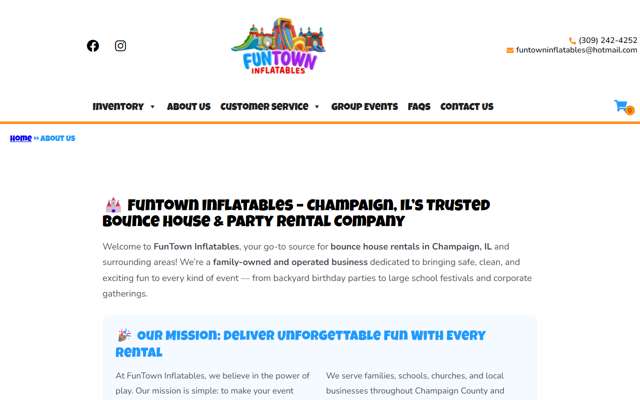 FUNTOWN
INFLATABLES
(309) 242-4252
funtowninflatables@hotmail.com
Inventory
About Us
Customer Service
Group Events
FAQs
Contact Us
0
Home » About Us
FunTown Inflatables – Champaign, IL's Trusted
Bounce House & Party Rental Company
Welcome to FunTown Inflatables, your go-to source for bounce house rentals in Champaign, IL and
surrounding areas! We're a family-owned and operated business dedicated to bringing safe, clean, and
exciting fun to every kind of event — from backyard birthday parties to large school festivals and corporate
gatherings.
Our Mission: Deliver Unforgettable Fun With Every
Rental
At FunTown Inflatables, we believe in the power of
play. Our mission is simple: to make your event
We serve families, schools, churches, and local
businesses throughout Champaign County and